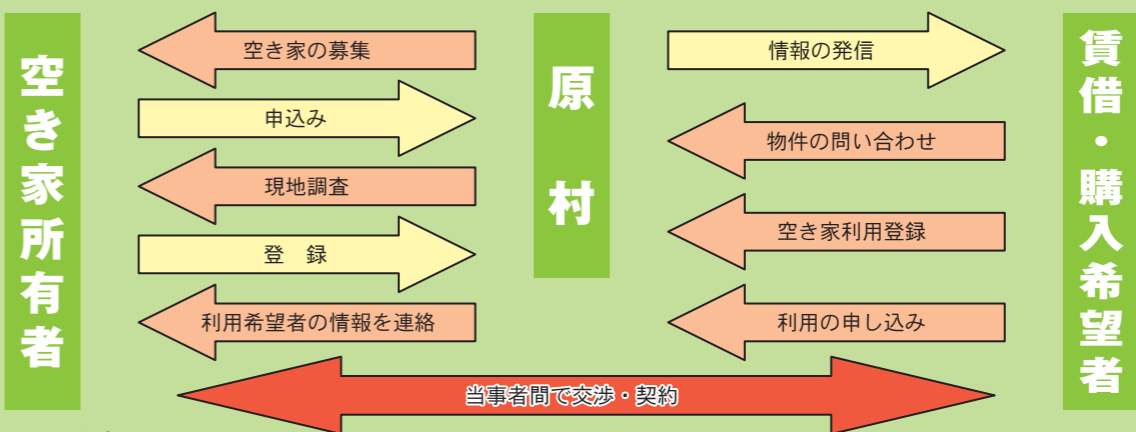 空き家所有者
空き家の募集
申込み
現地調査
登　録
利用希望者の情報を連絡
原村
情報の発信
物件の問い合わせ
空き家利用登録
利用の申し込み
賃借・購入希望者
当事者間で交渉・契約